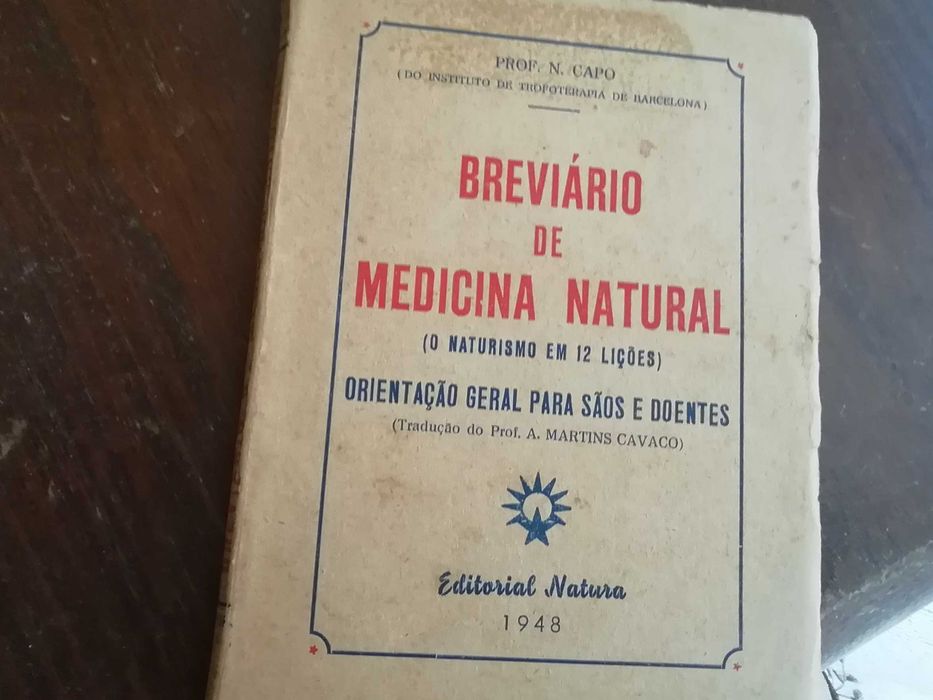 PROF. N. CAPO
(DO INSTITUTO DE TROFOTERAPIA DE BARCELONA)
BREVIÁRIO
DE
MEDICINA NATURAL
(O NATURISMO EM 12 LIÇÕES)
ORIENTAÇÃO GERAL PARA SÃOS E DOENTES
(Tradução do Prof. A. MARTINS CAVACO)
Editorial Natura
1948